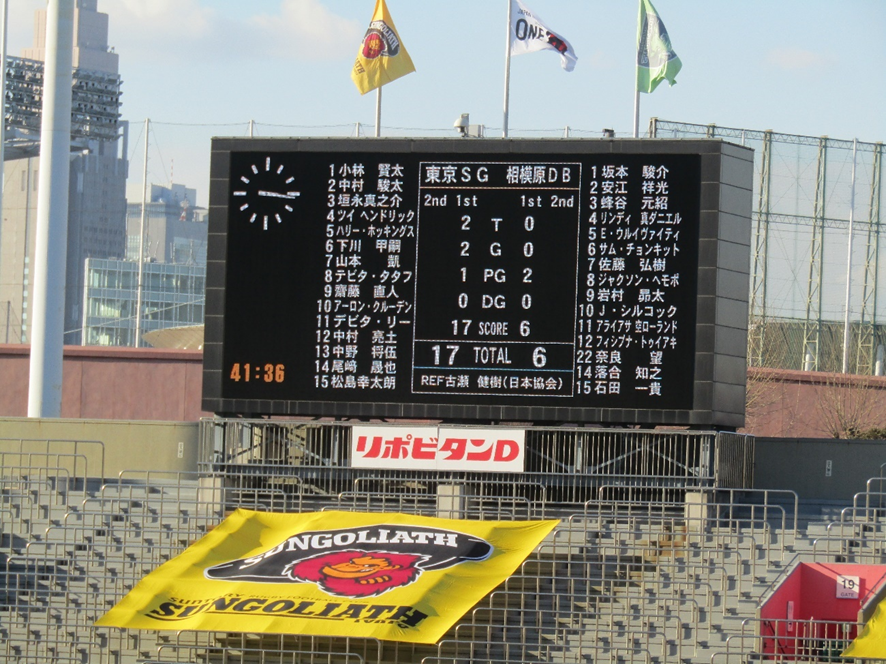 JAPAN
ONE
1 小林 賢太
2 中村 駿太
3 垣永真之介
4 ツイ ヘンドリック
5 ハリー・ホッキングス
6 下川 甲嗣
7 山本 凱
8 テビタ・タタフ
9 齋藤 直人
10 アーロン・クルーデン
11 テビタ・リー
12 中村 亮土
13 中野 将伍
14 尾﨑 晟也
15 松島幸太朗
41:36
東京SG 相模原DB
2nd 1st 1st 2nd
2 T 0
2 G 0
1 PG 2
0 DG 0
17 SCORE 6
17 TOTAL 6
REF古瀬 健樹(日本協会)
1 坂本 駿介
2 安江 祥光
3 蜂谷 元紹
4 リンディ真ダニエル
5 E・ウルイヴァイティ
6 サム・チョンキット
7 佐藤 弘樹
8 ジャクソン・ヘモポ
9 岩村 昴太
10 J・シルコック
11 アライアサ空ローランド
12 フィシプナ・トゥイアキ
22 奈良 望
14 落合 知之
15 石田 一貴
リポビタンD
SUNGOLIATH
SUNTORY
SUNGOLIATH
19
GATE